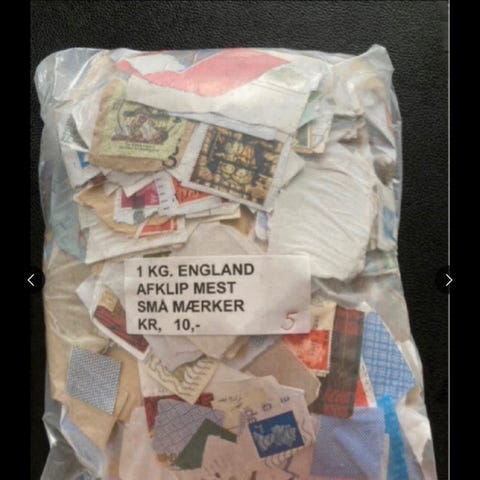 1 KG. ENGLAND
AFKLIP MEST
SMÅ MÆRKER
KR, 10,-
5